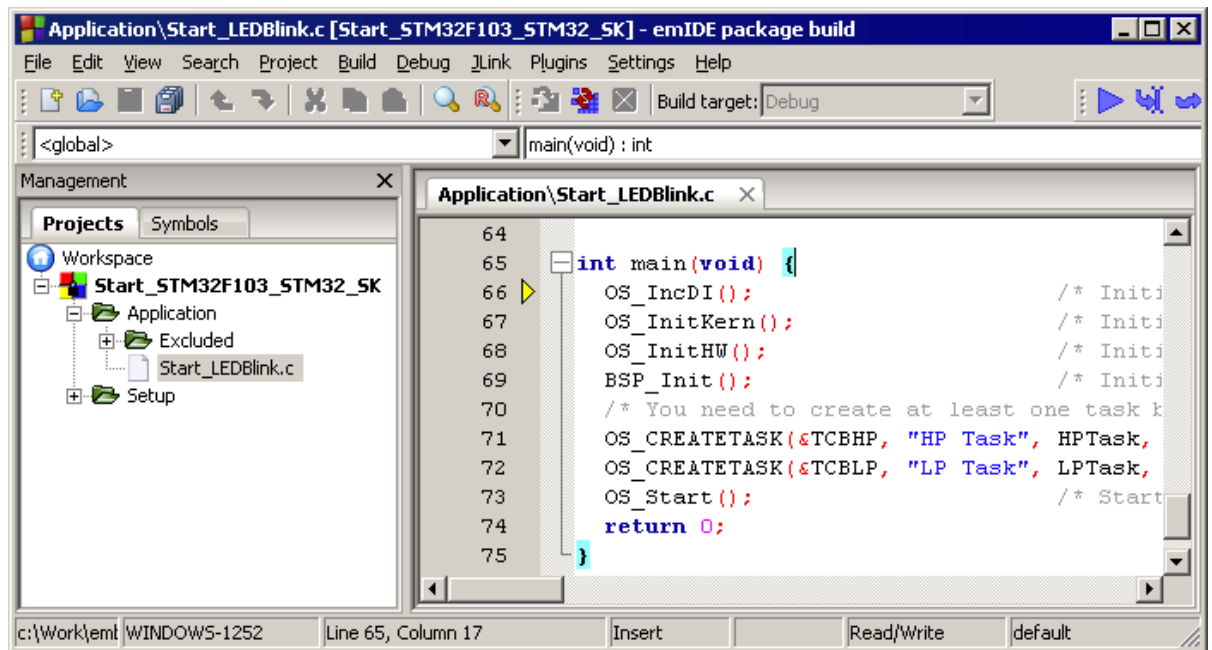 Application\Start_LEDBlink.c [Start_STM32F103_STM32_SK] - emIDE package build
File Edit View Search Project Build Debug JLink Plugins Settings Help
Build target: Debug
<global> main(void) : int
Management
Application\Start_LEDBlink.c
Projects Symbols
Workspace
Start_STM32F103_STM32_SK
Application
Excluded
Start_LEDBlink.c
Setup
64
65 int main(void) {
66 OS_IncDI(); /* Initi
67 OS_InitKern(); /* Initi
68 OS_InitHW(); /* Initi
69 BSP_Init(); /* Initi
70 /* You need to create at least one task k
71 OS_CREATETASK(&TCBHP, "HP Task", HPTask,
72 OS_CREATETASK(&TCBLP, "LP Task", LPTask,
73 OS_Start(); /* Start
74 return 0;
75 }
c:\Work\emb WINDOWS-1252 Line 65, Column 17 Insert Read/Write default